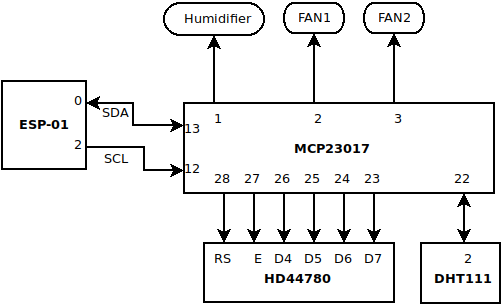 Humidifier FAN1 FAN2
0 1 2 3
ESP-01 SDA 13
2 MCP23017
SCL 12
28 27 26 25 24 23 22
RS E D4 D5 D6 D7 2
HD44780 DHT111